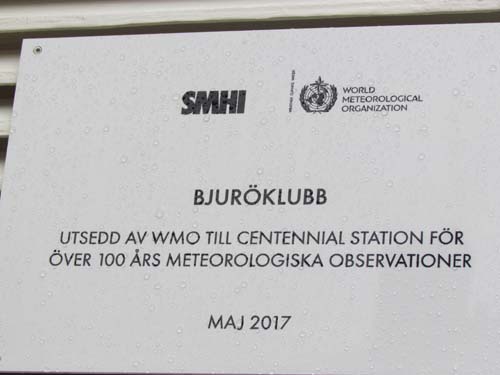 SMHI
WORLD
METEOROLOGICAL
ORGANIZATION
BJURÖKLUBB
UTSEDD AV WMO TILL CENTENNIAL STATION FÖR
ÖVER 100 ÅRS METEOROLOGISKA OBSERVATIONER
MAJ 2017